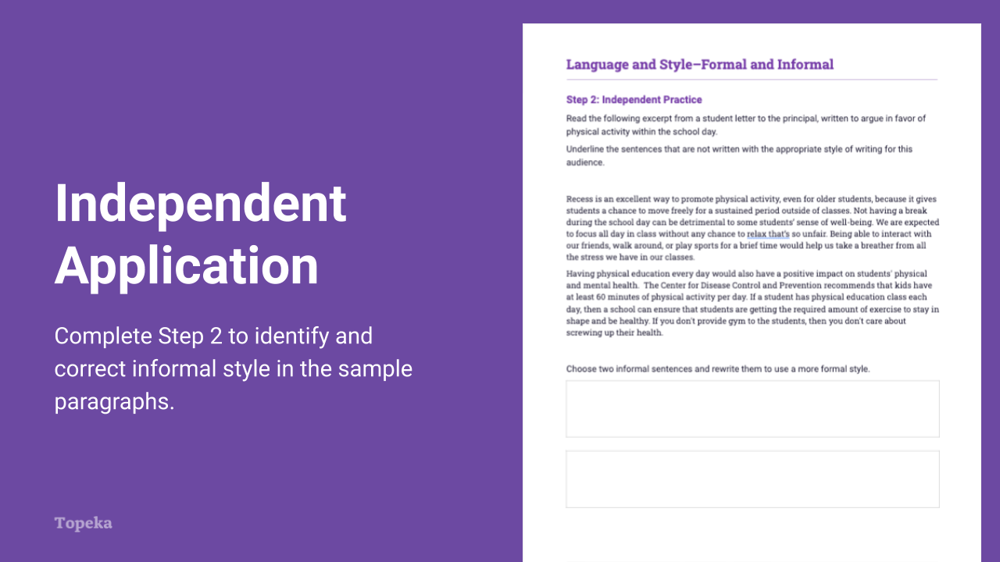 Independent
Application
Complete Step 2 to identify and
correct informal style in the sample
paragraphs.
Topeka
Language and Style–Formal and Informal
Step 2: Independent Practice
Read the following excerpt from a student letter to the principal, written to argue in favor of
physical activity within the school day.
Underline the sentences that are not written with the appropriate style of writing for this
audience.
Recess is an excellent way to promote physical activity, even for older students, because it gives
students a chance to move freely for a sustained period outside of classes. Not having a break
during the school day can be detrimental to some students' sense of well-being. We are expected
to focus all day in class without any chance to relax that's so unfair. Being able to interact with
our friends, walk around, or play sports for a brief time would help us take a breather from all
the stress we have in our classes.
Having physical education every day would also have a positive impact on students' physical
and mental health.  The Center for Disease Control and Prevention recommends that kids have
at least 60 minutes of physical activity per day. If a student has physical education class each
day, then a school can ensure that students are getting the required amount of exercise to stay in
shape and be healthy. If you don't provide gym to the students, then you don't care about
screwing up their health.
Choose two informal sentences and rewrite them to use a more formal style.